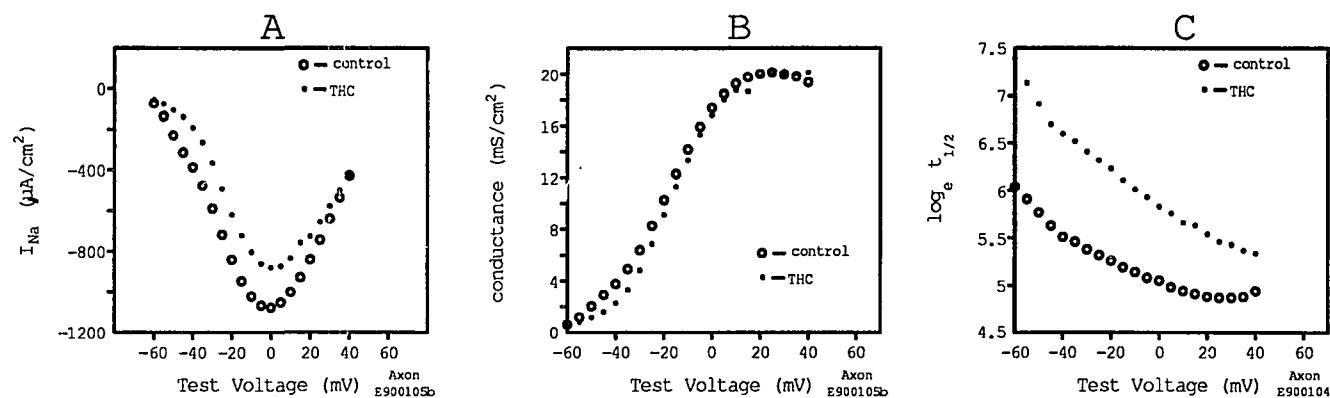 A
control
THC
0
-400
-800
-1200
I_Na (μA/cm²)
-60 -40 -20 0 20 40 60
Test Voltage (mV)
Axon
E900105b
B
20
16
12
8
4
0
conductance (mS/cm²)
control
THC
-60 -40 -20 0 20 40 60
Test Voltage (mV)
Axon
E900105b
C
7.5
7
6.5
6
5.5
5
4.5
log_e t_1/2
control
THC
-60 -40 -20 0 20 40 60
Test Voltage (mV)
Axon
E900104